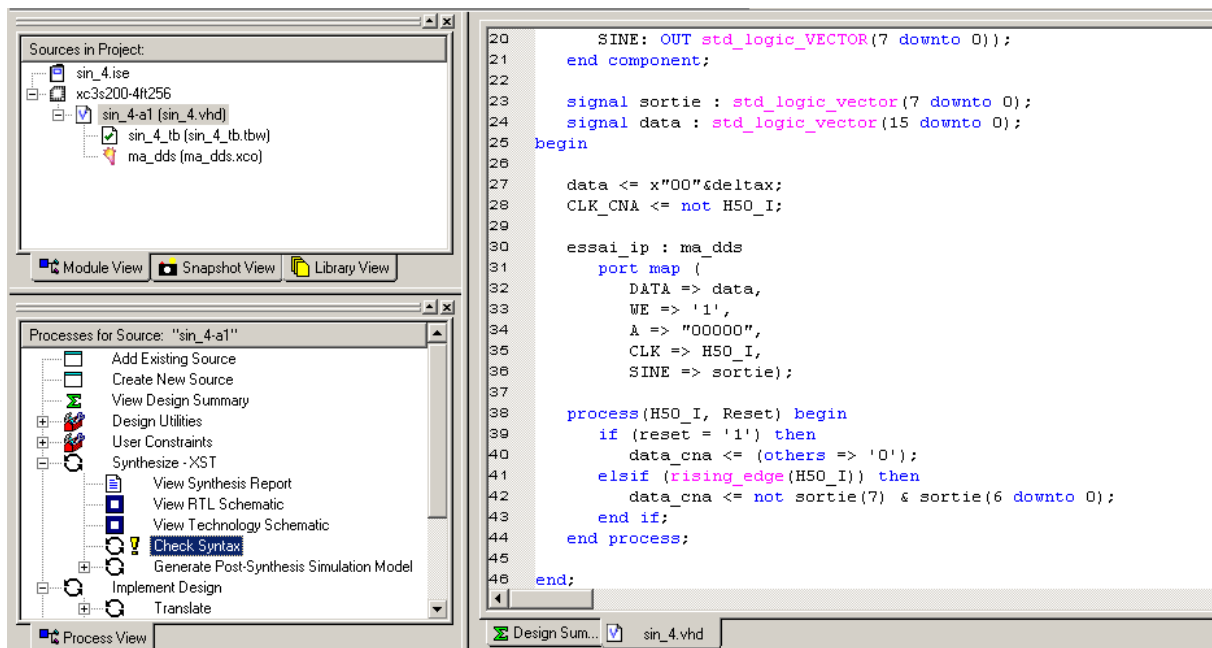 Sources in Project:
sin_4.ise
xc3s200-4ft256
sin_4-a1 (sin_4.vhd)
sin_4_tb (sin_4_tb.tbw)
ma_dds (ma_dds.xco)
Module View Snapshot View Library View
Processes for Source: "sin_4-a1"
Add Existing Source
Create New Source
View Design Summary
Design Utilities
User Constraints
Synthesize - XST
View Synthesis Report
View RTL Schematic
View Technology Schematic
Check Syntax
Generate Post-Synthesis Simulation Model
Implement Design
Translate
Process View
20 SINE: OUT std_logic_VECTOR(7 downto 0));
21 end component;
22
23 signal sortie : std_logic_vector(7 downto 0);
24 signal data : std_logic_vector(15 downto 0);
25 begin
26
27 data <= x"00"&deltax;
28 CLK_CNA <= not H50_I;
29
30 essai_ip : ma_dds
31 port map (
32 DATA => data,
33 WE => '1',
34 A => "00000",
35 CLK => H50_I,
36 SINE => sortie);
37
38 process(H50_I, Reset) begin
39 if (reset = '1') then
40 data_cna <= (others => '0');
41 elsif (rising_edge(H50_I)) then
42 data_cna <= not sortie(7) & sortie(6 downto 0);
43 end if;
44 end process;
45
46 end;
Design Sum... sin_4.vhd